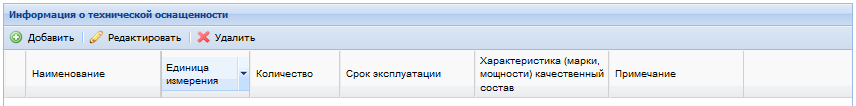 Информация о технической оснащенности
Добавить Редактировать Удалить
Наименование Единица измерения Количество Срок эксплуатации Характеристика (марки, мощности) качественный состав Примечание